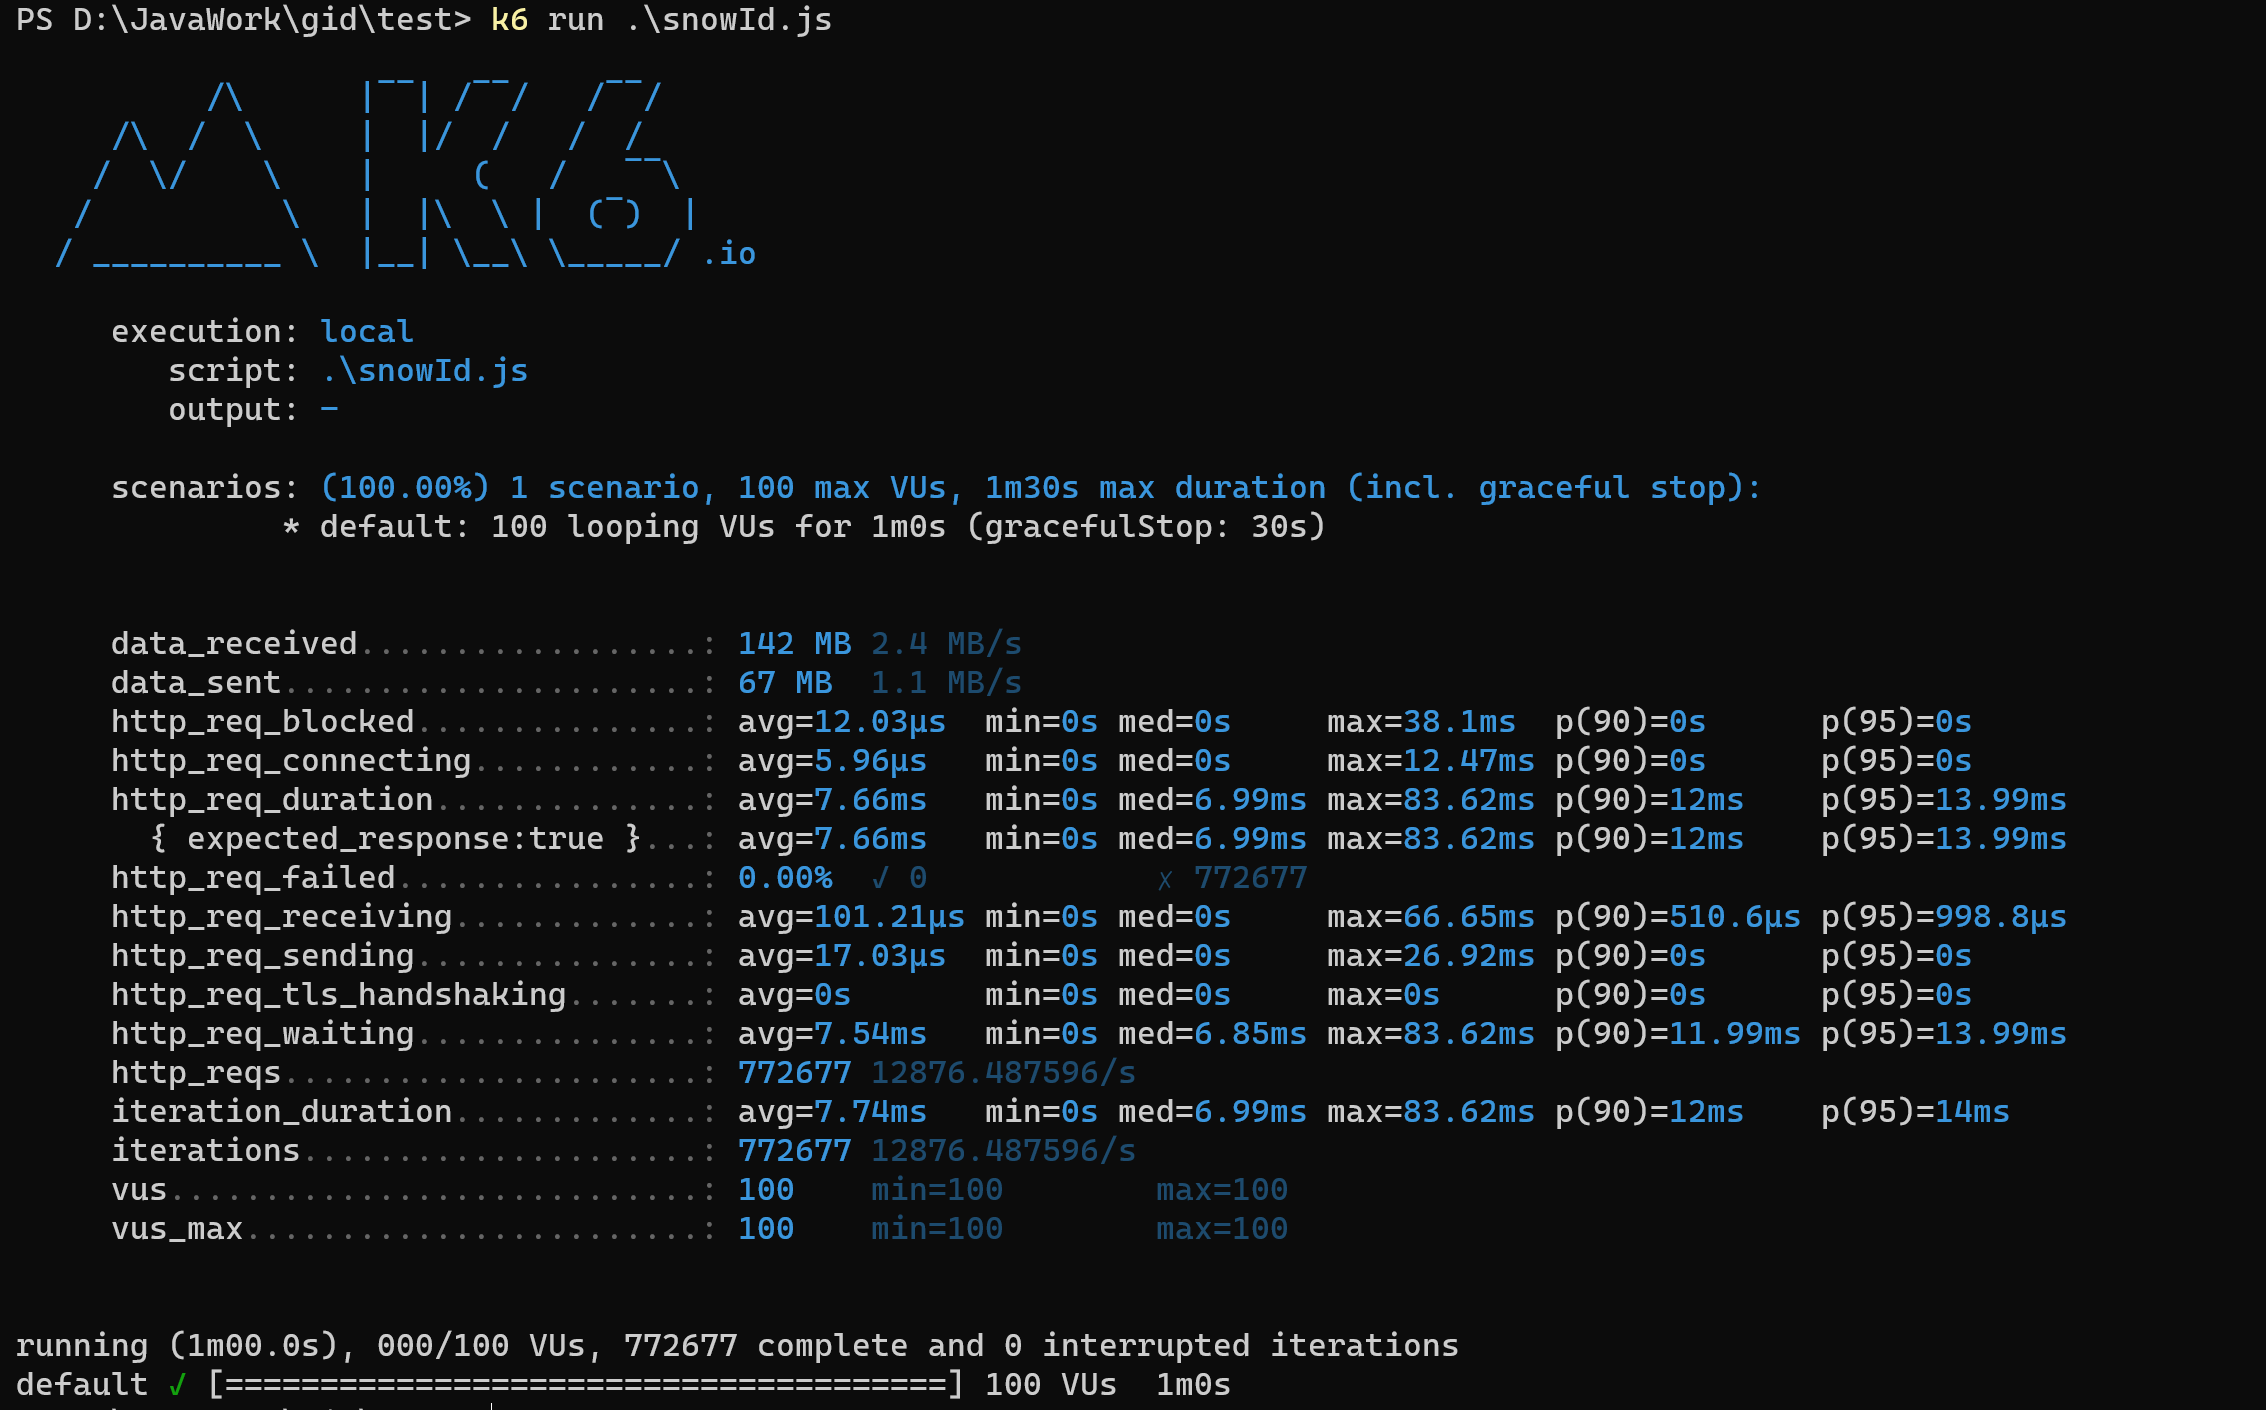 PS D:\JavaWork\gid\test> k6 run .\snowId.js
          /\      |‾‾| /‾‾/   /‾‾/
     /\  /  \     |  |/  /   /  /
    /  \/    \    |     (   /   ‾‾\
   /          \   |  |\  \ |  (‾)  |
  / __________ \  |__| \__\ \_____/ .io
execution: local
script: .\snowId.js
output: -
scenarios: (100.00%) 1 scenario, 100 max VUs, 1m30s max duration (incl. graceful stop):
* default: 100 looping VUs for 1m0s (gracefulStop: 30s)
data_received..................: 142 MB 2.4 MB/s
data_sent.......................: 67 MB 1.1 MB/s
http_req_blocked................: avg=12.03µs min=0s med=0s max=38.1ms p(90)=0s p(95)=0s
http_req_connecting.............: avg=5.96µs min=0s med=0s max=12.47ms p(90)=0s p(95)=0s
http_req_duration...............: avg=7.66ms min=0s med=6.99ms max=83.62ms p(90)=12ms p(95)=13.99ms
{ expected_response:true }....: avg=7.66ms min=0s med=6.99ms max=83.62ms p(90)=12ms p(95)=13.99ms
http_req_failed.................: 0.00% ✓ 0 ✗ 772677
http_req_receiving..............: avg=101.21µs min=0s med=0s max=66.65ms p(90)=510.6µs p(95)=998.8µs
http_req_sending................: avg=17.03µs min=0s med=0s max=26.92ms p(90)=0s p(95)=0s
http_req_tls_handshaking........: avg=0s min=0s med=0s max=0s p(90)=0s p(95)=0s
http_req_waiting................: avg=7.54ms min=0s med=6.85ms max=83.62ms p(90)=11.99ms p(95)=13.99ms
http_reqs.......................: 772677 12876.487596/s
iteration_duration..............: avg=7.74ms min=0s med=6.99ms max=83.62ms p(90)=12ms p(95)=14ms
iterations......................: 772677 12876.487596/s
vus.............................: 100 min=100 max=100
vus_max.........................: 100 min=100 max=100
running (1m00.0s), 000/100 VUs, 772677 complete and 0 interrupted iterations
default ✓ [======================================] 100 VUs 1m0s